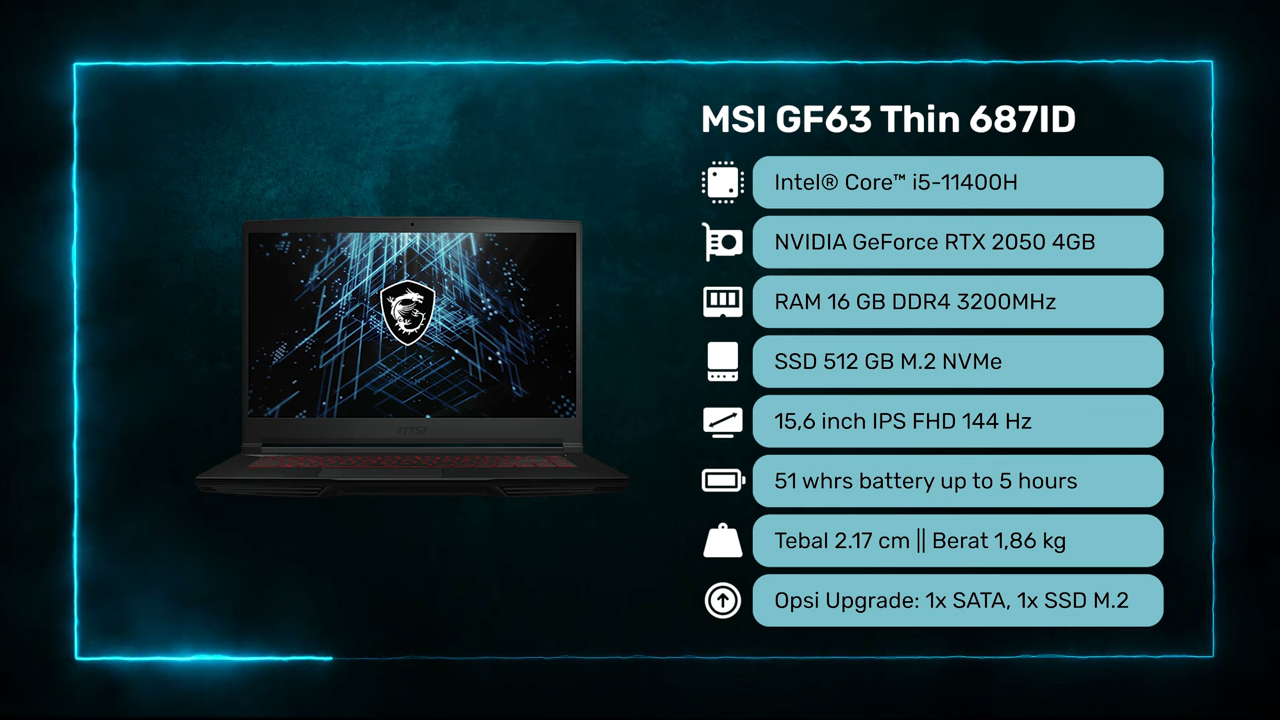 MSI GF63 Thin 687ID
Intel® Core™ i5-11400H
NVIDIA GeForce RTX 2050 4GB
RAM 16 GB DDR4 3200MHz
SSD 512 GB M.2 NVMe
15,6 inch IPS FHD 144 Hz
51 whrs battery up to 5 hours
Tebal 2.17 cm || Berat 1,86 kg
Opsi Upgrade: 1x SATA, 1x SSD M.2
msi